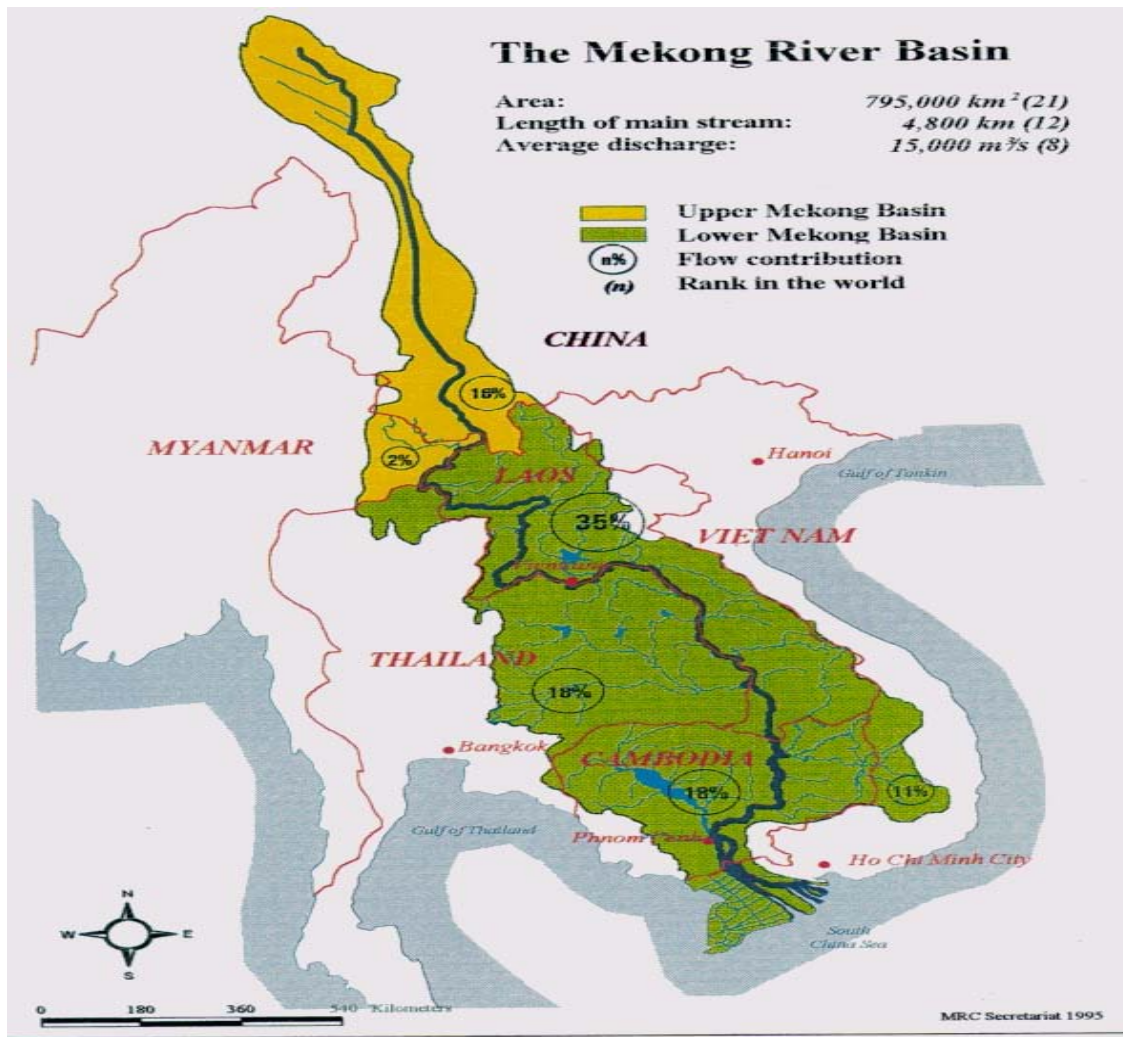 The Mekong River Basin
Area: 795,000 km² (21)
Length of main stream: 4,800 km (12)
Average discharge: 15,000 m³/s (8)
Upper Mekong Basin
Lower Mekong Basin
n% Flow contribution
(n) Rank in the world
CHINA
16%
MYANMAR
2%
Hanoi
LAOS
Gulf of Tonkin
35%
VIET NAM
THAILAND
18%
Bangkok
CAMBODIA
18%
11%
Gulf of Thailand
Phnom Penh
Ho Chi Minh City
N
W E
S
South
China Sea
0 180 360 540 Kilometers
MRC Secretariat 1995